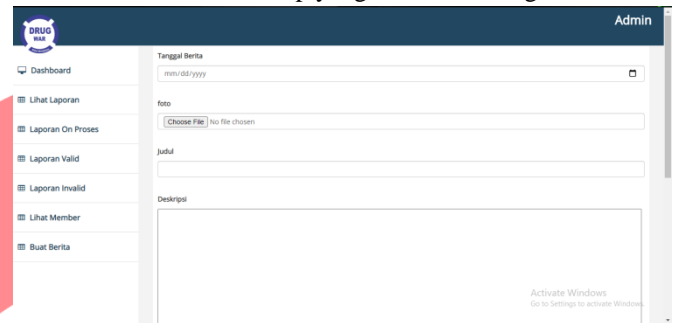 DRUG
WAR
Admin
Dashboard
Lihat Laporan
Laporan On Proses
Laporan Valid
Laporan Invalid
Lihat Member
Buat Berita
Tanggal Berita
mm/dd/yyyy
foto
Choose File No file chosen
Judul
Deskripsi
Activate Windows
Go to Settings to activate Windows.